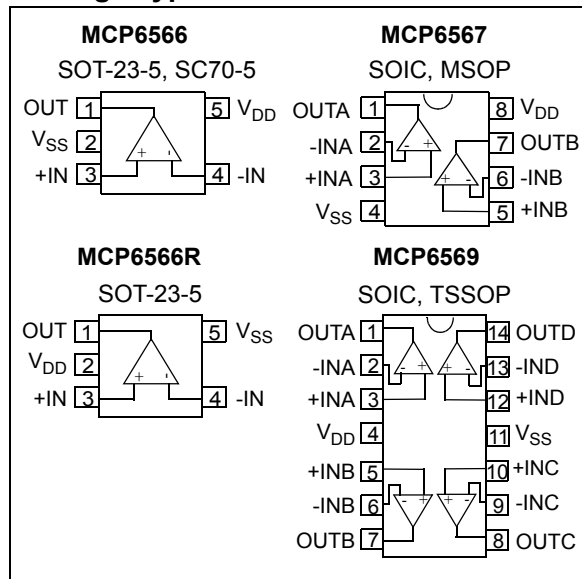 MCP6566
SOT-23-5, SC70-5
OUT 1
5 VDD
VSS 2
+IN 3
4 -IN
+ -
MCP6567
SOIC, MSOP
OUTA 1
8 VDD
-INA 2
7 OUTB
+INA 3
6 -INB
VSS 4
5 +INB
- +
+ -
MCP6566R
SOT-23-5
OUT 1
5 VSS
VDD 2
+IN 3
4 -IN
+ -
MCP6569
SOIC, TSSOP
OUTA 1
14 OUTD
-INA 2
13 -IND
+INA 3
12 +IND
VDD 4
11 VSS
+INB 5
10 +INC
-INB 6
9 -INC
OUTB 7
8 OUTC
- +
+ -
- +
+ -